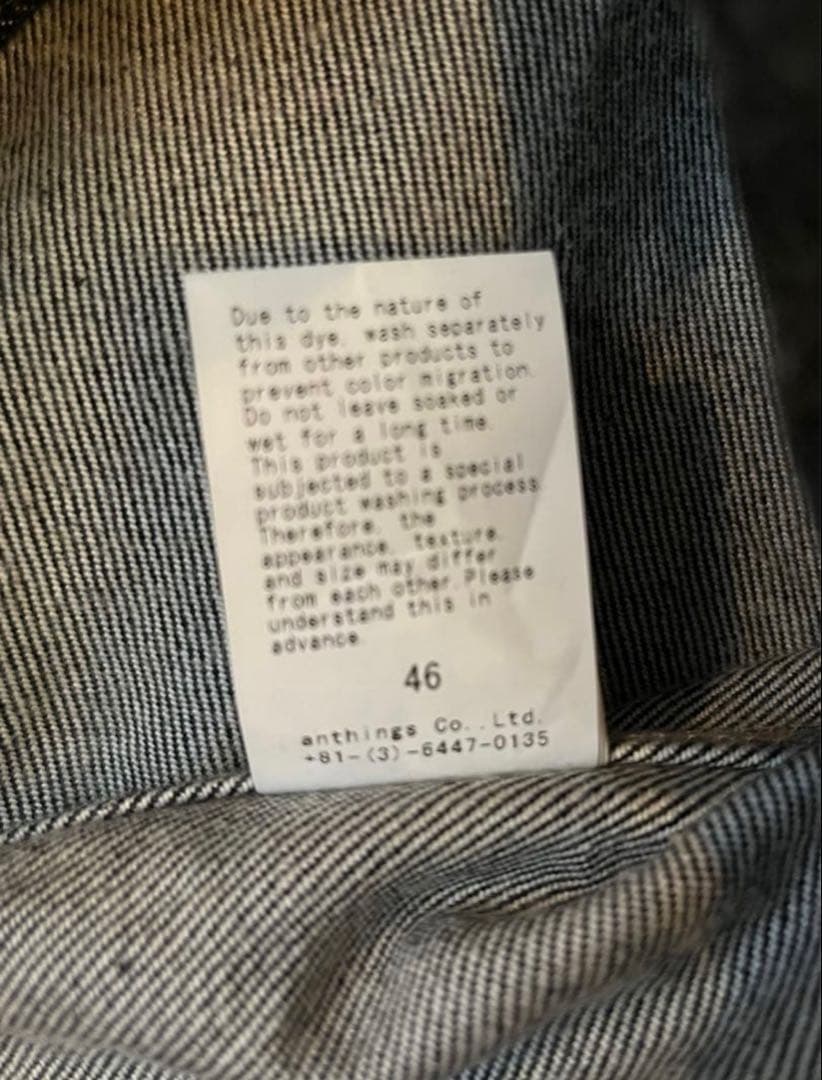 Due to the nature of
this dye, wash separately
from other products to
prevent color migration.
Do not leave soaked or
wet for a long time.
This product is
subjected to a special
product washing process.
Therefore, the
appearance, texture,
and size may differ
from each other.Please
understand this in
advance.
46
anthings Co.,Ltd.
+81-(3)-6447-0135